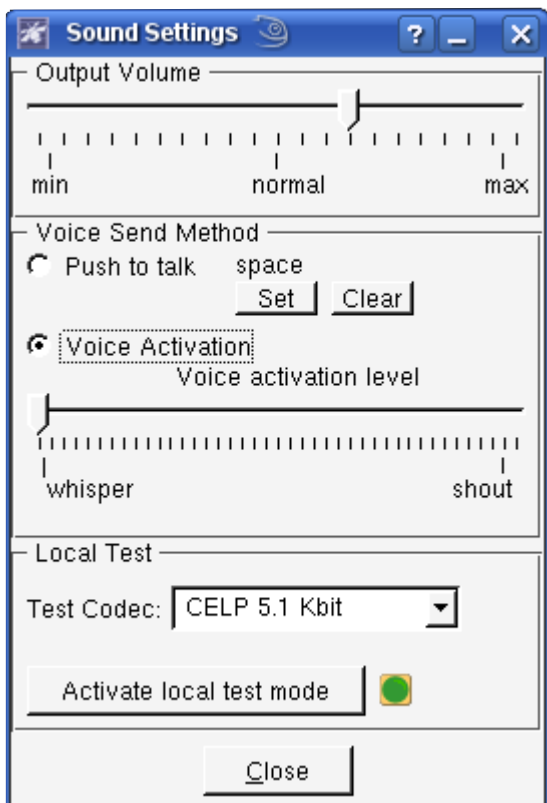 Sound Settings ?
Output Volume
min normal max
Voice Send Method
Push to talk space
Set Clear
Voice Activation
Voice activation level
whisper shout
Local Test
Test Codec: CELP 5.1 Kbit
Activate local test mode
Close